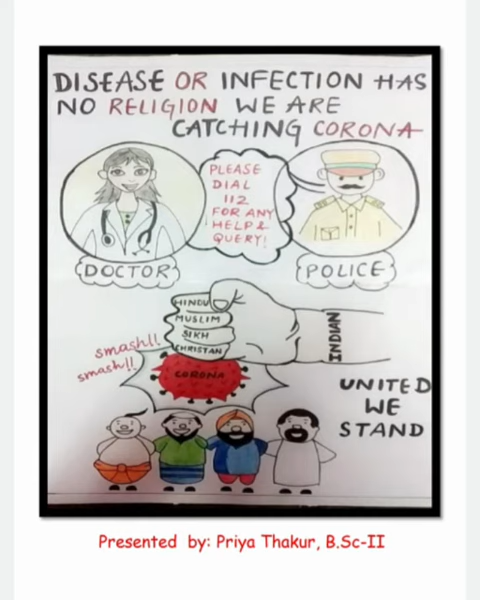 DISEASE OR INFECTION HAS
NO RELIGION WE ARE
CATCHING CORONA
PLEASE
DIAL
112
FOR ANY
HELP &
QUERY!
DOCTOR
POLICE
HINDU
MUSLIM
SIKH
CHRISTAN
INDIAN
smash!!
smash!!
CORONA
UNITED
WE
STAND
Presented by: Priya Thakur, B.Sc-II